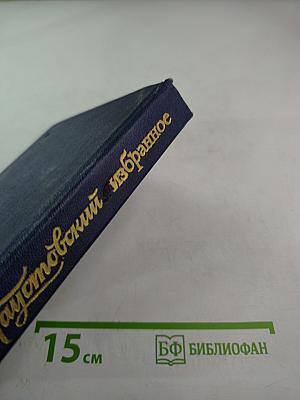 Паустовский избранное
15 см
БФ БИБЛИОФАН